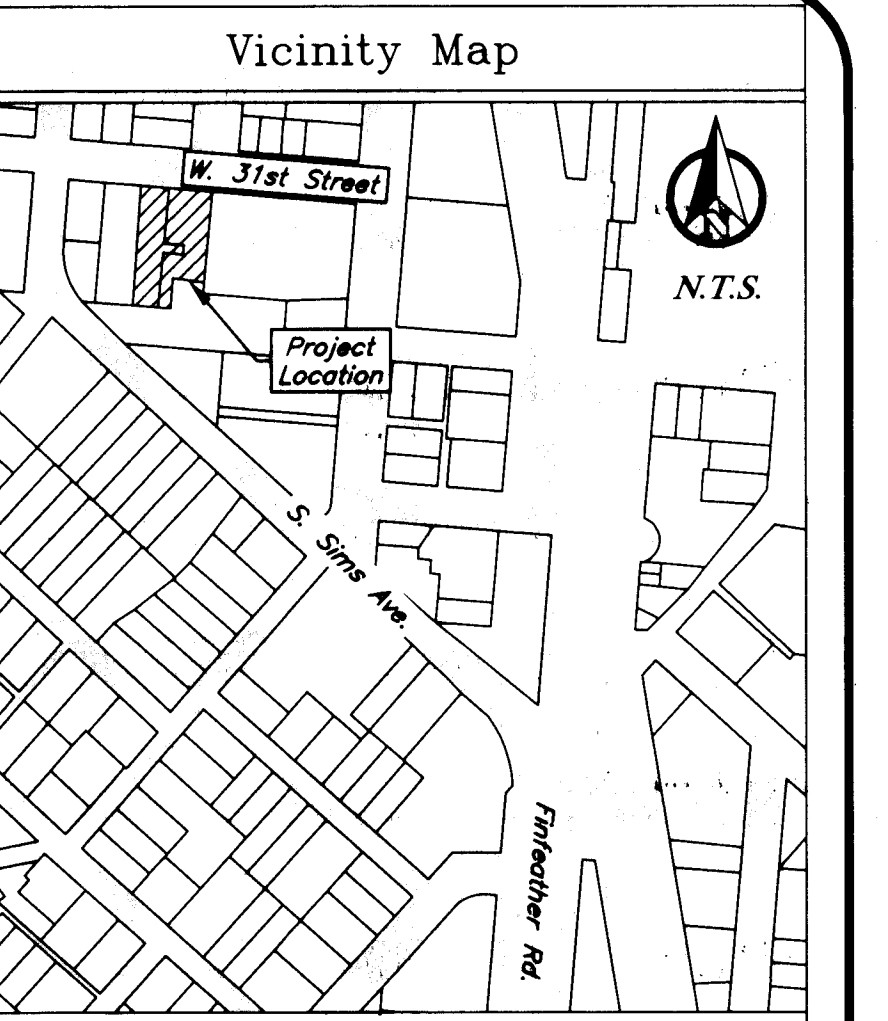 Vicinity Map
W. 31st Street
N
N.T.S.
Project
Location
S. Sims Ave.
Finfeather Rd.